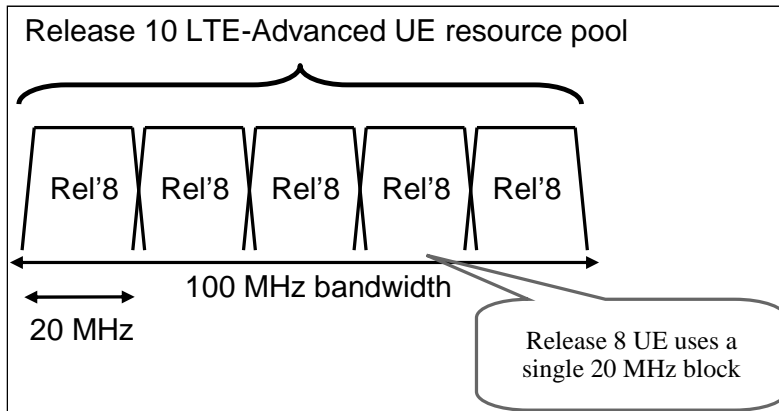 Release 10 LTE-Advanced UE resource pool
Rel’8 Rel’8 Rel’8 Rel’8 Rel’8
100 MHz bandwidth
20 MHz
Release 8 UE uses a
single 20 MHz block